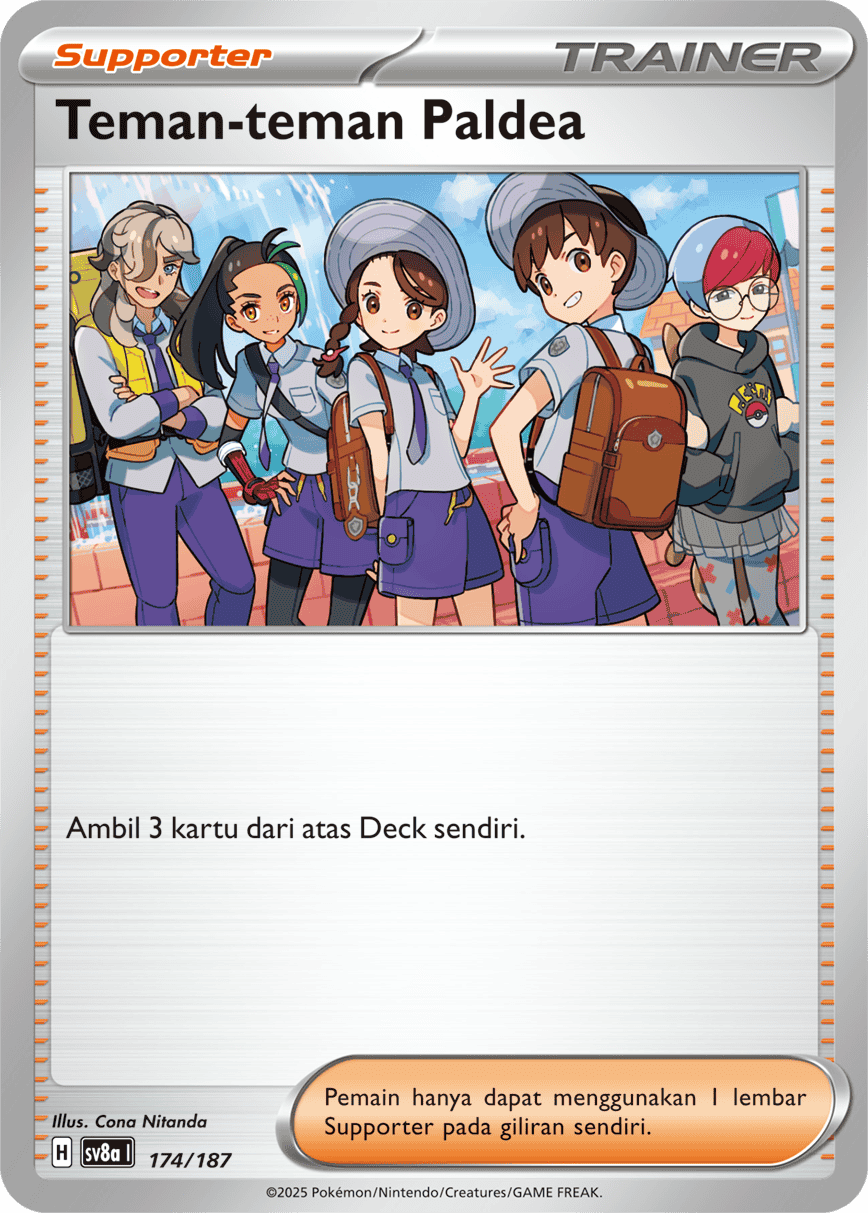 Supporter
TRAINER
Teman-teman Paldea
Ambil 3 kartu dari atas Deck sendiri.
Pemain hanya dapat menggunakan 1 lembar
Supporter pada giliran sendiri.
Illus. Cona Nitanda
H sv8a I 174/187
©2025 Pokémon/Nintendo/Creatures/GAME FREAK.